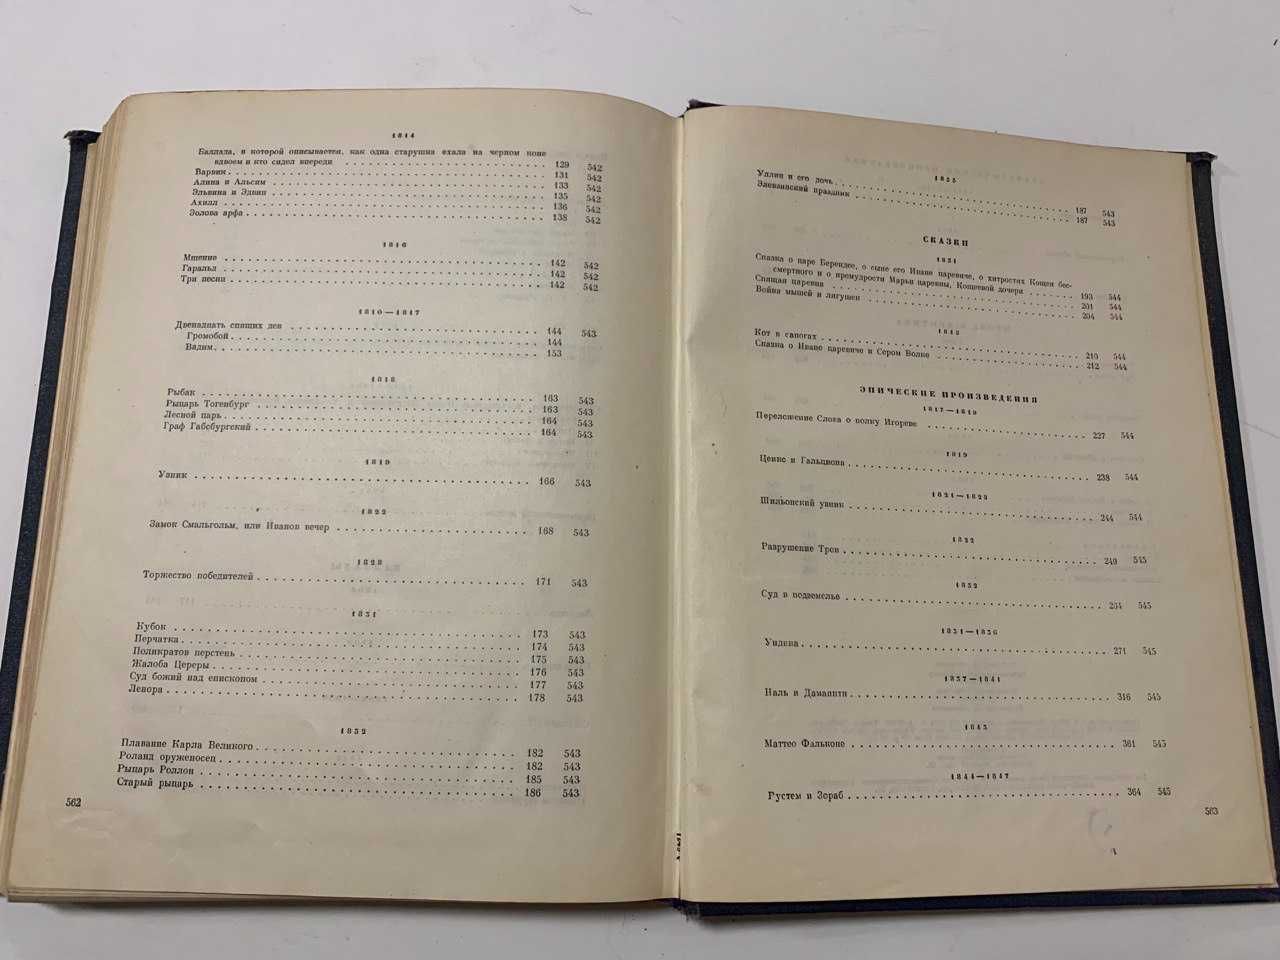 1814
Баллада, в которой описывается, как одна старушка ехала на черном коне
вдвоем и кто сидел впереди 129 542
Варвик 131 542
Алина и Альсим 133 542
Эльвина и Эдвин 135 542
Ахилл 136 542
Эолова арфа 138 542
1816
Мщение 142 542
Гаральд 142 542
Три песни 142 542
1810—1817
Двенадцать спящих дев 144 543
Громобой 144
Вадим 153
1818
Рыбак 163 543
Рыцарь Тогенбург 163 543
Лесной царь 164 543
Граф Габсбургский 164 543
1819
Узник 166 543
1822
Замок Смальгольм, или Иванов вечер 168 543
1828
Торжество победителей 171 543
1831
Кубок 173 543
Перчатка 174 543
Поликратов перстень 175 543
Жалоба Цереры 176 543
Суд божий над епископом 177 543
Ленора 178 543
1832
Плавание Карла Великого 182 543
Роланд оруженосец 182 543
Рыцарь Роллон 185 543
Старый рыцарь 186 543
562
1833
Уллин и его дочь 187 543
Элевзинский праздник 187 543
СКАЗКИ
1831
Сказка о царе Берендее, о сыне его Иване царевиче, о хитростях Кощея бес-
смертного и о премудрости Марьи царевны, Кощеевой дочери 193 544
Спящая царевна 201 544
Война мышей и лягушек 204 544
1845
Кот в сапогах 210 544
Сказка о Иване царевиче и Сером Волке 212 544
ЭПИЧЕСКИЕ ПРОИЗВЕДЕНИЯ
1817—1819
Переложение Слова о полку Игореве 227 544
1819
Цеикс и Гальциона 238 544
1821—1823
Шильонский узник 244 544
1822
Разрушение Трои 249 545
1832
Суд в подземелье 264 545
1831—1836
Ундина 271 545
1837—1841
Наль и Дамаянти 316 545
1843
Маттео Фальконе 361 545
1844—1847
Рустем и Зораб 364 545
563